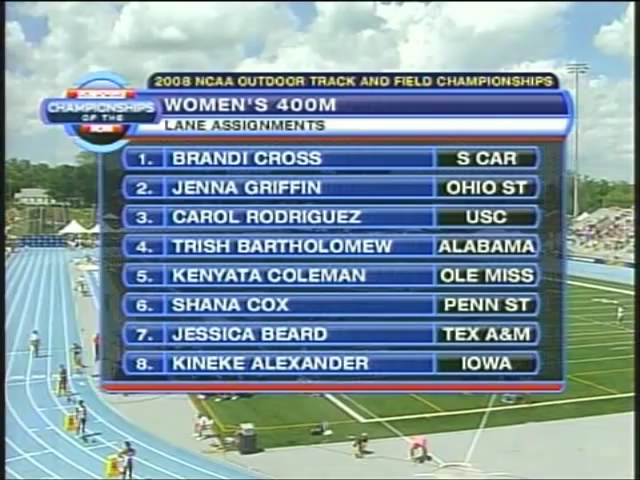 2008 NCAA OUTDOOR TRACK AND FIELD CHAMPIONSHIPS
CHAMPIONSHIPS
OF THE
WOMEN'S 400M
LANE ASSIGNMENTS
1. BRANDI CROSS S CAR
2. JENNA GRIFFIN OHIO ST
3. CAROL RODRIGUEZ USC
4. TRISH BARTHOLOMEW ALABAMA
5. KENYATA COLEMAN OLE MISS
6. SHANA COX PENN ST
7. JESSICA BEARD TEX A&M
8. KINEKE ALEXANDER IOWA